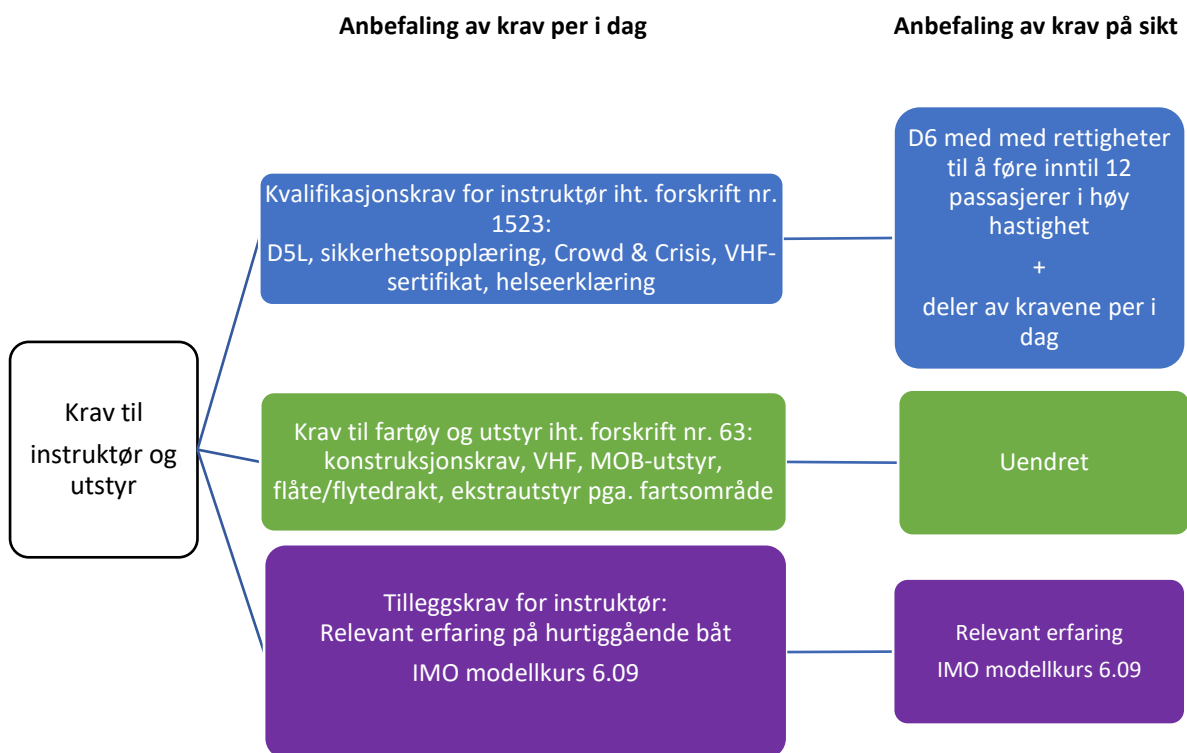 Anbefaling av krav per i dag
Anbefaling av krav på sikt
Krav til
instruktør og
utstyr
Kvalifikasjonskrav for instruktør iht. forskrift nr.
1523:
D5L, sikkerhetsopplæring, Crowd & Crisis, VHF-
sertifikat, helseerklæring
D6 med med rettigheter
til å føre inntil 12
passasjerer i høy
hastighet
+
deler av kravene per i
dag
Krav til fartøy og utstyr iht. forskrift nr. 63:
konstruksjonskrav, VHF, MOB-utstyr,
flåte/flytedrakt, ekstrautstyr pga. fartsområde
Uendret
Tilleggskrav for instruktør:
Relevant erfaring på hurtiggående båt
IMO modellkurs 6.09
Relevant erfaring
IMO modellkurs 6.09